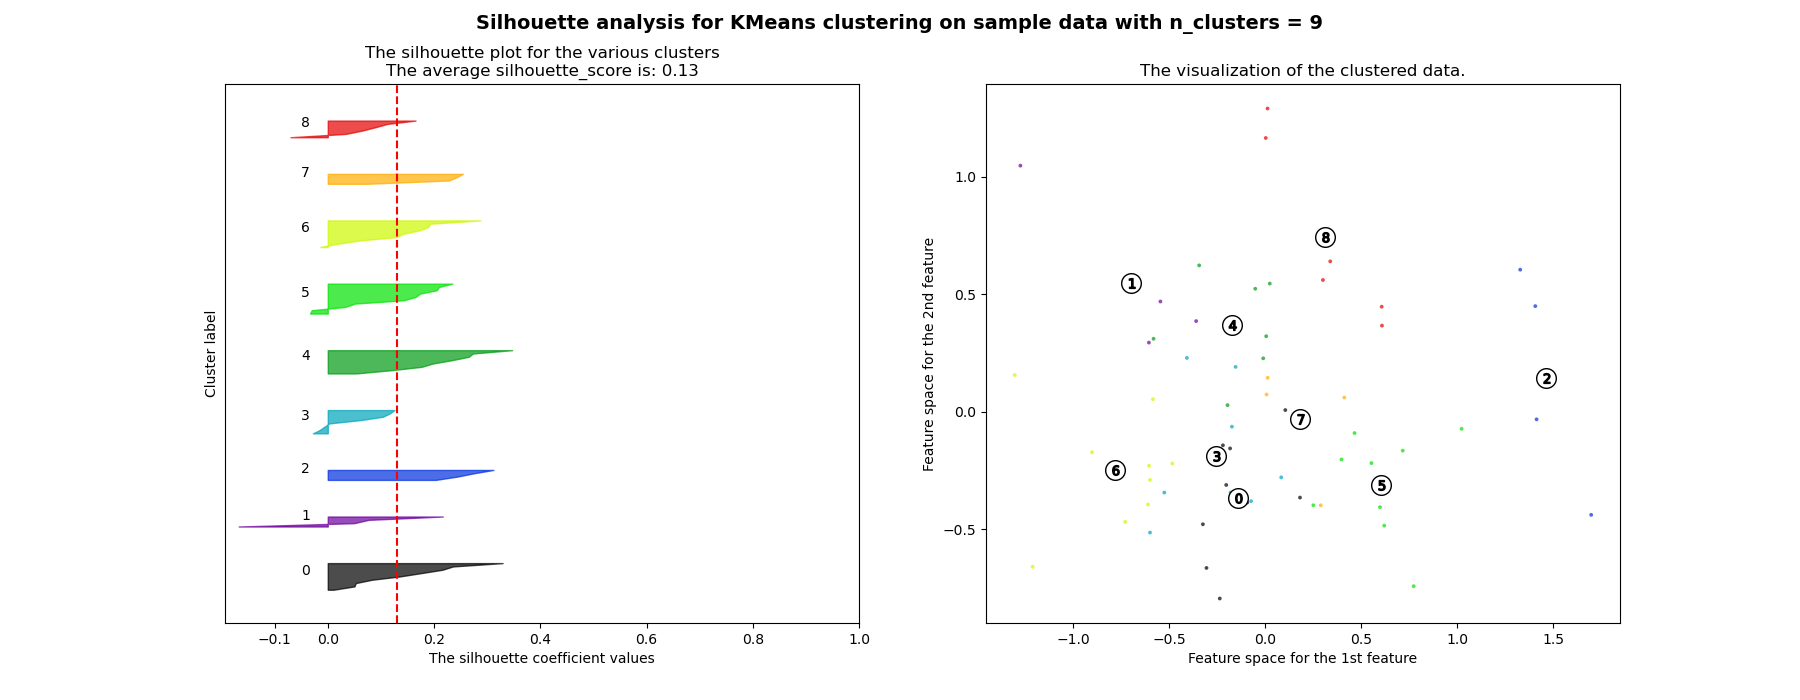 Silhouette analysis for KMeans clustering on sample data with n_clusters = 9
The silhouette plot for the various clusters
The average silhouette_score is: 0.13
8
7
6
5
4
3
2
1
0
Cluster label
−0.1 0.0 0.2 0.4 0.6 0.8 1.0
The silhouette coefficient values
The visualization of the clustered data.
1.0
0.5
0.0
−0.5
Feature space for the 2nd feature
8
1
4
2
7
3
6
5
0
−1.0 −0.5 0.0 0.5 1.0 1.5
Feature space for the 1st feature